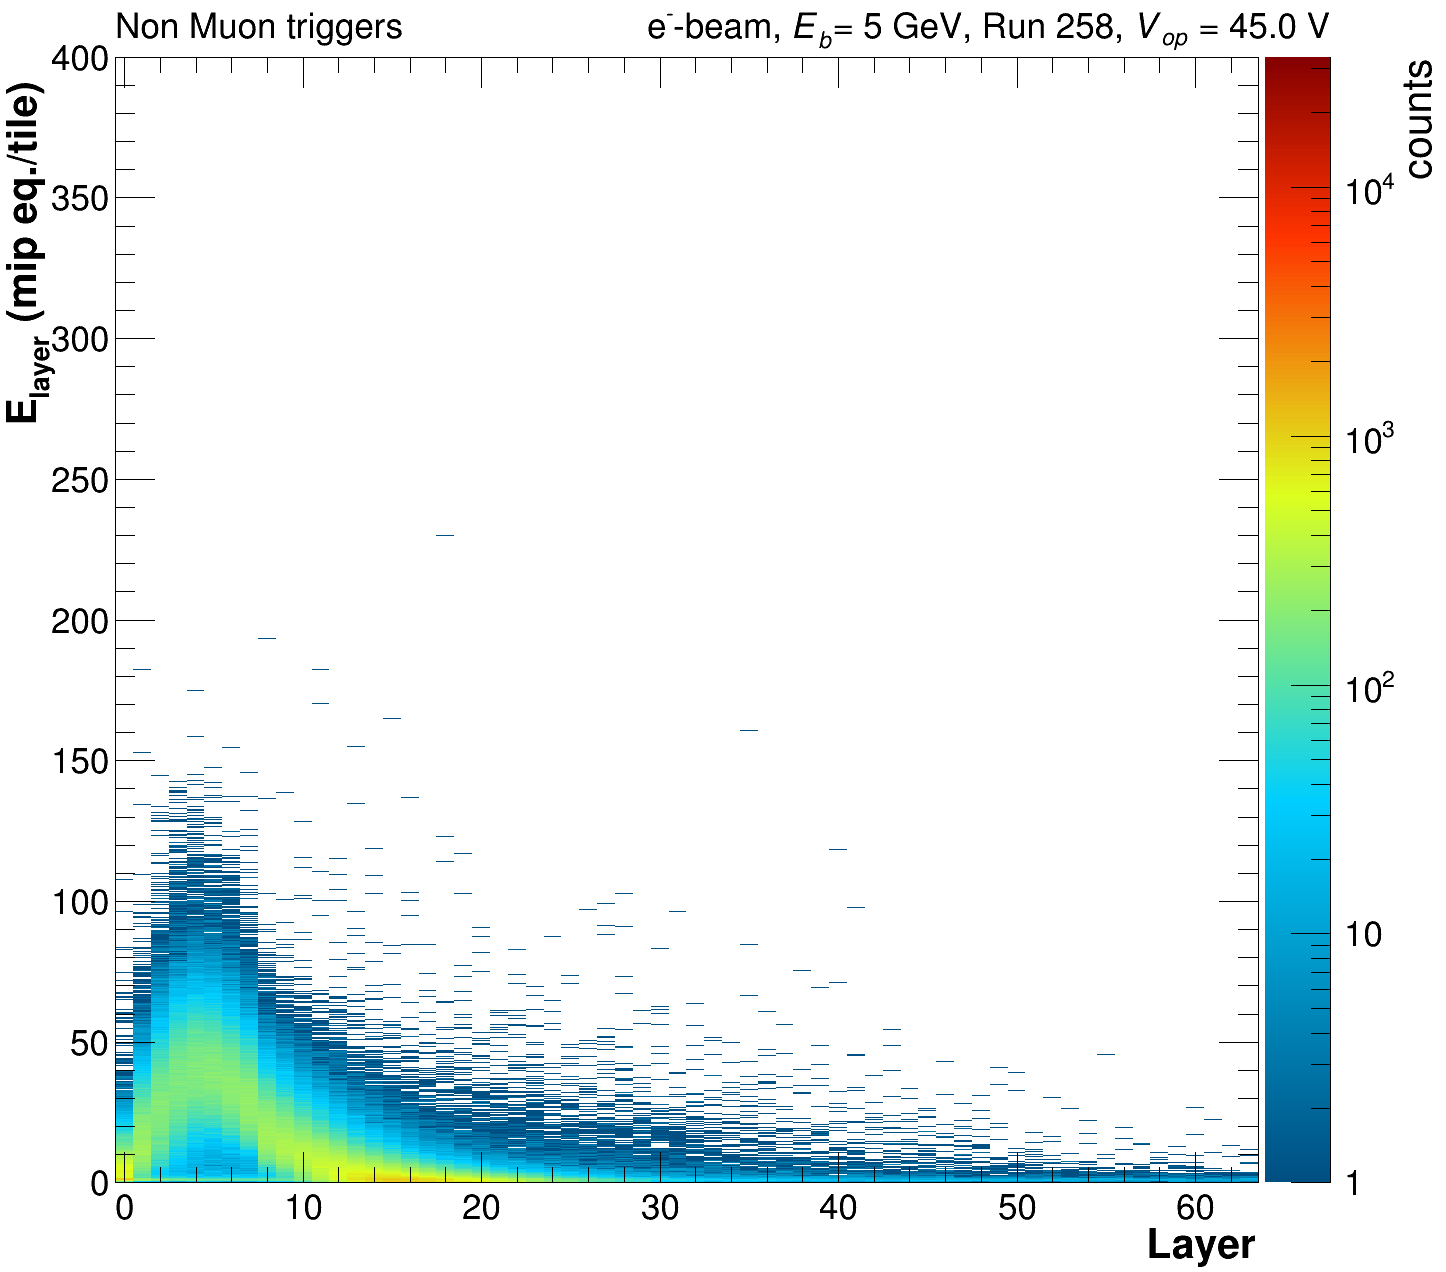 Non Muon triggers
e⁻-beam, E_b= 5 GeV, Run 258, V_op = 45.0 V
E_layer (mip eq./tile)
400
350
300
250
200
150
100
50
0
0 10 20 30 40 50 60
Layer
counts
10⁴
10³
10²
10
1